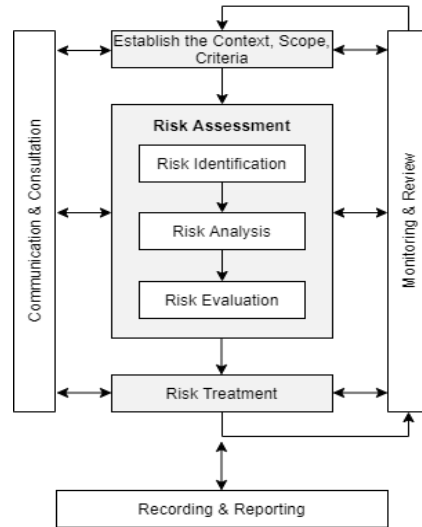 Establish the Context, Scope,
Criteria
Communication & Consultation
Risk Assessment
Risk Identification
Risk Analysis
Risk Evaluation
Monitoring & Review
Risk Treatment
Recording & Reporting